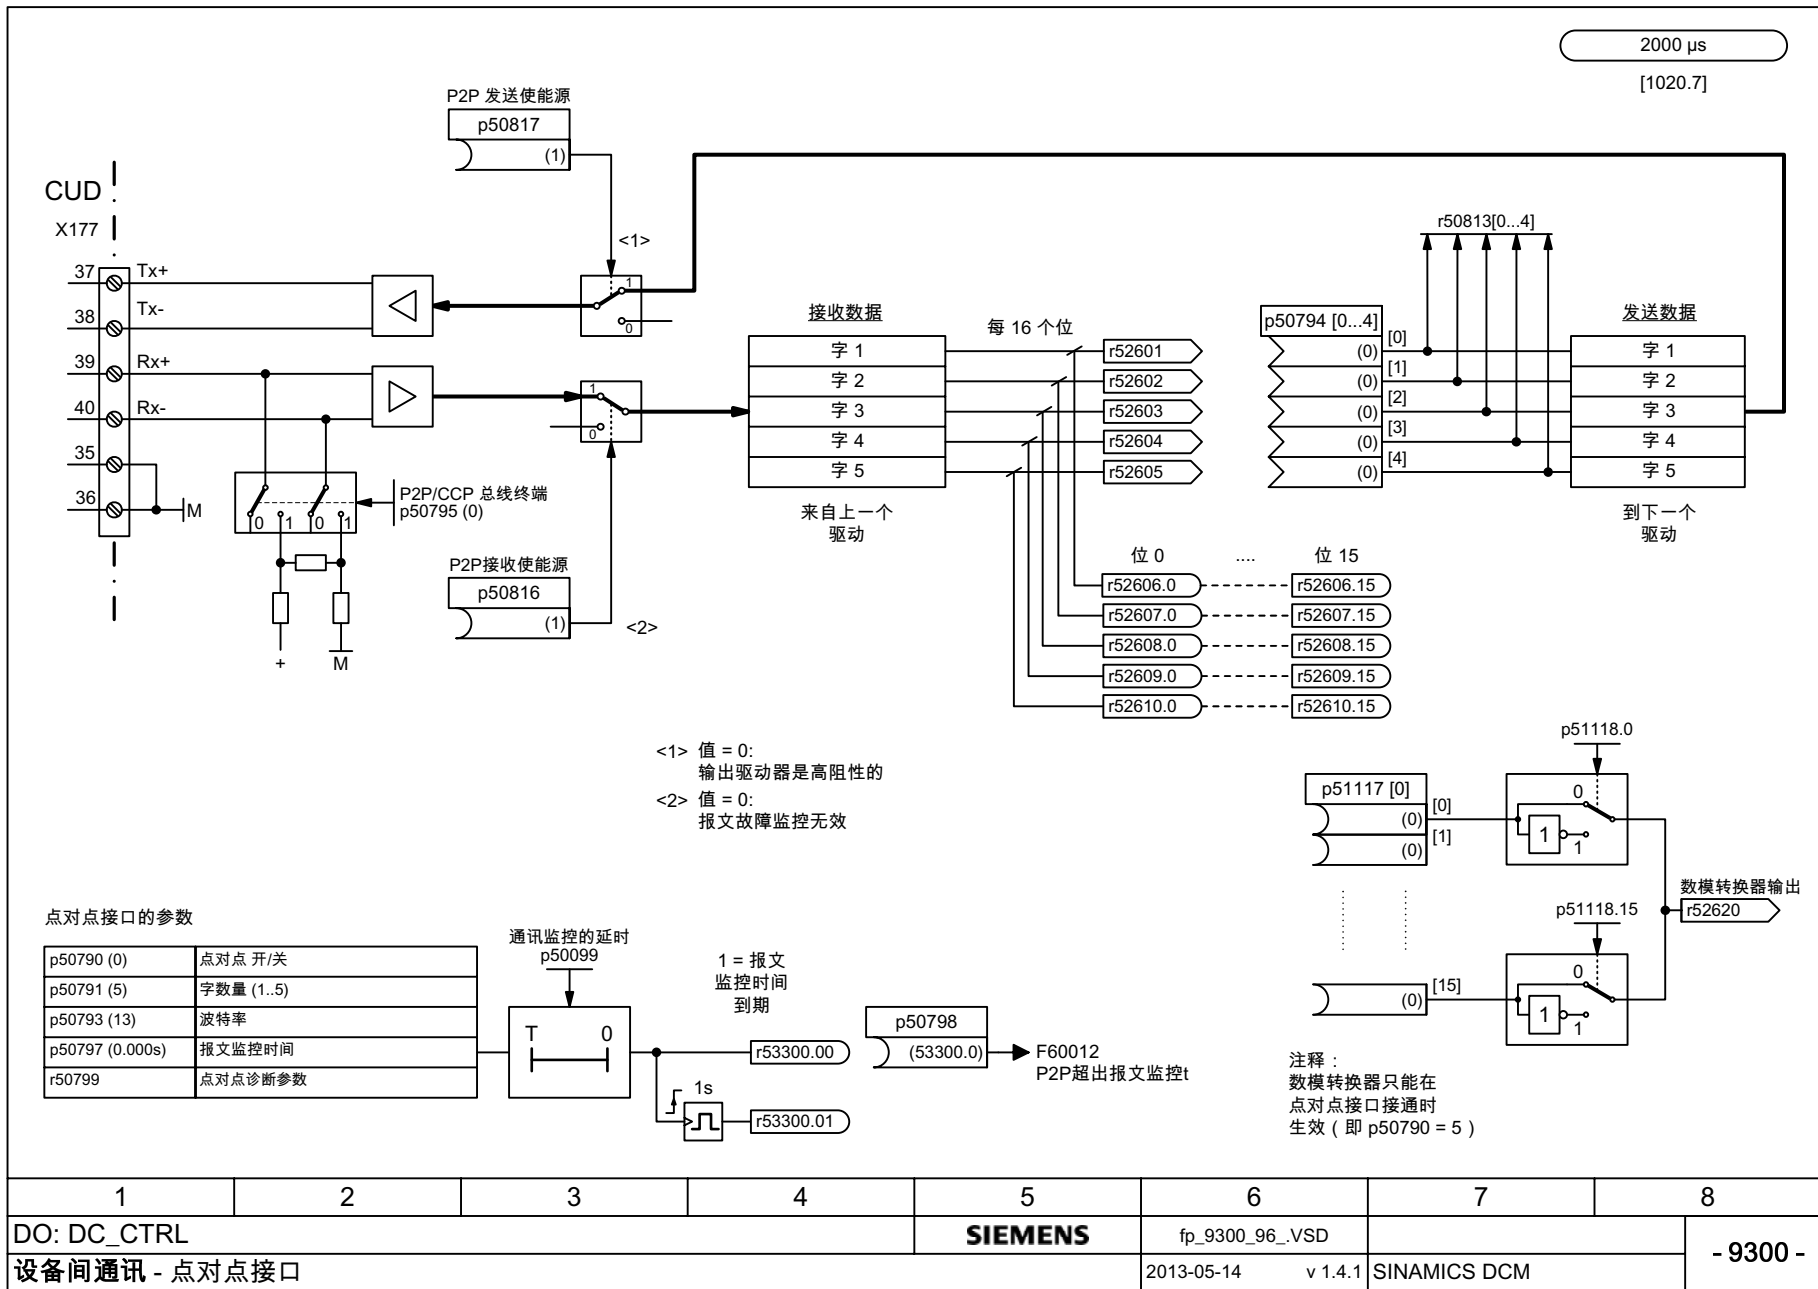 2000 µs
[1020.7]
P2P 发送使能源
p50817
(1)
CUD
X177
<1>
r50813[0...4]
37 Tx+
38 Tx-
39 Rx+
40 Rx-
35
36
M
1
0
1
0
0 1 0 1
P2P/CCP 总线终端
p50795 (0)
+ M
P2P接收使能源
p50816
(1)
<2>
接收数据
字 1
字 2
字 3
字 4
字 5
来自上一个
驱动
每 16 个位
r52601
r52602
r52603
r52604
r52605
p50794 [0...4]
(0) [0]
(0) [1]
(0) [2]
(0) [3]
(0) [4]
发送数据
字 1
字 2
字 3
字 4
字 5
到下一个
驱动
位 0 .... 位 15
r52606.0 r52606.15
r52607.0 r52607.15
r52608.0 r52608.15
r52609.0 r52609.15
r52610.0 r52610.15
<1> 值 = 0:
输出驱动器是高阻性的
<2> 值 = 0:
报文故障监控无效
p51118.0
p51117 [0]
(0) [0]
(0) [1]
0
1
1
数模转换器输出
r52620
p51118.15
(0) [15]
0
1
1
注释：
数模转换器只能在
点对点接口接通时
生效（即 p50790 = 5）
点对点接口的参数
p50790 (0) 点对点 开/关
p50791 (5) 字数量 (1..5)
p50793 (13) 波特率
p50797 (0.000s) 报文监控时间
r50799 点对点诊断参数
通讯监控的延时
p50099
T 0
1 = 报文
监控时间
到期
r53300.00
1s
r53300.01
p50798
(53300.0)
F60012
P2P超出报文监控t
1 2 3 4 5 6 7 8
DO: DC_CTRL
SIEMENS
fp_9300_96_.VSD
- 9300 -
设备间通讯 - 点对点接口
2013-05-14 v 1.4.1
SINAMICS DCM